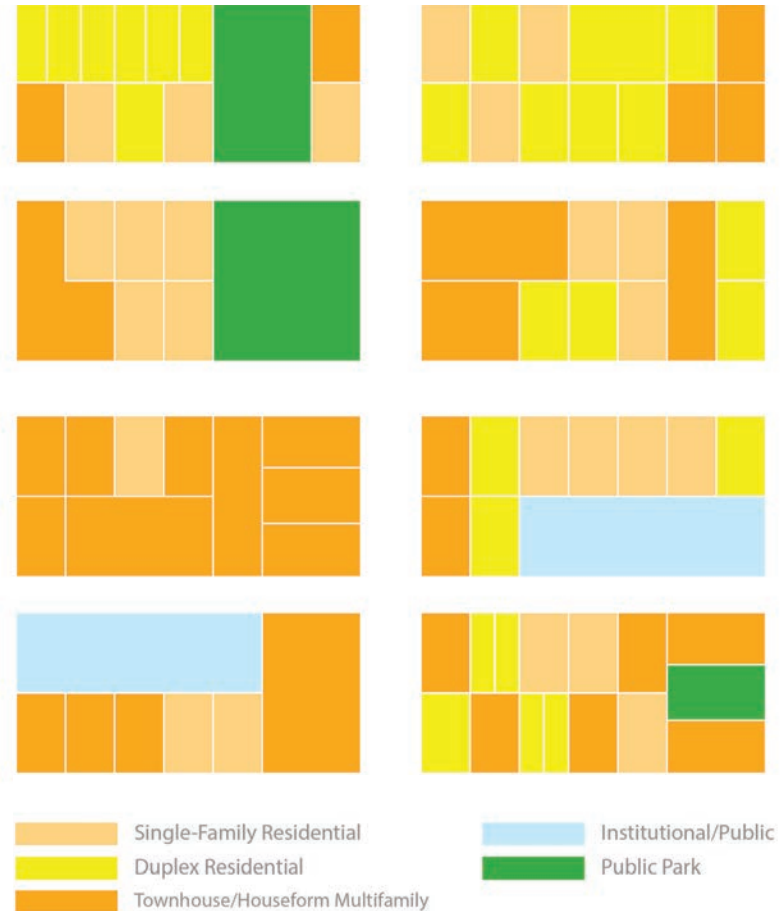 Single-Family Residential
Duplex Residential
Townhouse/Houseform Multifamily
Institutional/Public
Public Park